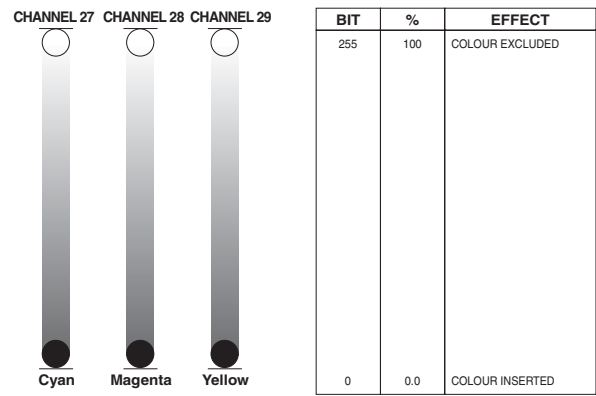 CHANNEL 27 CHANNEL 28 CHANNEL 29
BIT % EFFECT
255 100 COLOUR EXCLUDED
0 0.0 COLOUR INSERTED
Cyan Magenta Yellow